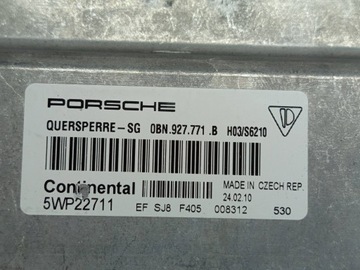 PORSCHE
QUERSPERRE-SG 0BN.927.771 .B H03/S6210
Continental
MADE IN CZECH REP.
24.02.10
5WP22711 EF SJ8 F405 008312 530